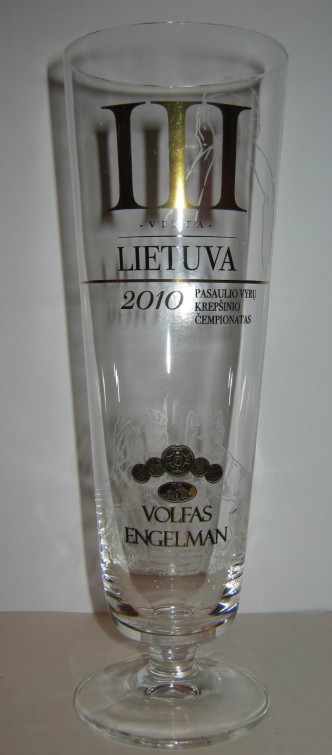 III
- VIETA -
LIETUVA
2010 PASAULIO VYRŲ
KREPŠINIO
ČEMPIONATAS
VOLFAS
ENGELMAN